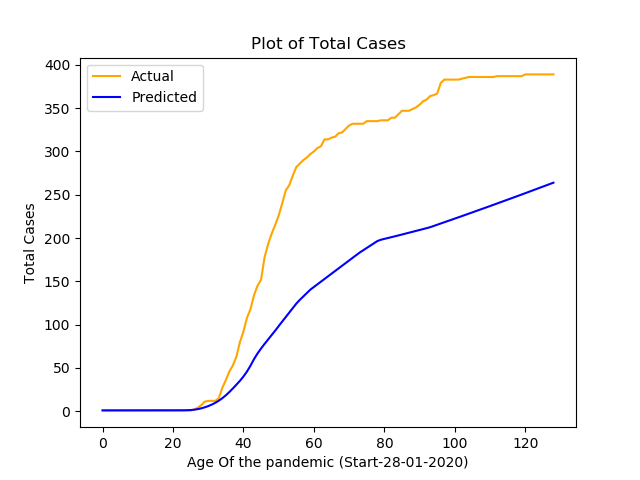 Plot of Total Cases
Actual
Predicted
400
350
300
250
200
150
100
50
0
Total Cases
0 20 40 60 80 100 120
Age Of the pandemic (Start-28-01-2020)